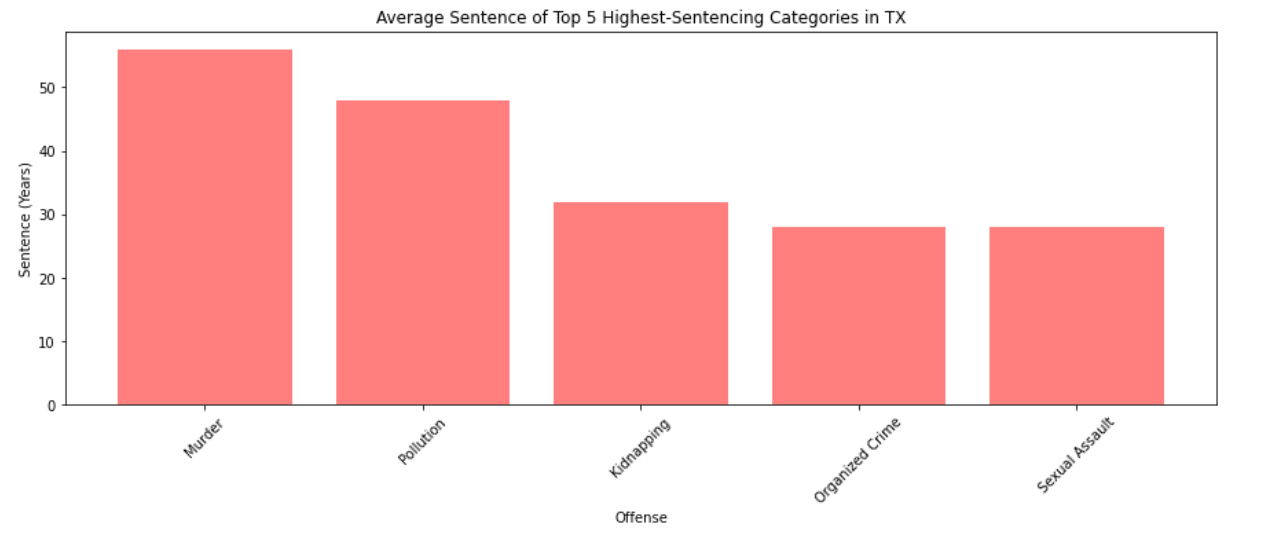 Average Sentence of Top 5 Highest-Sentencing Categories in TX
Sentence (Years)
50
40
30
20
10
0
Murder
Pollution
Kidnapping
Organized Crime
Sexual Assault
Offense